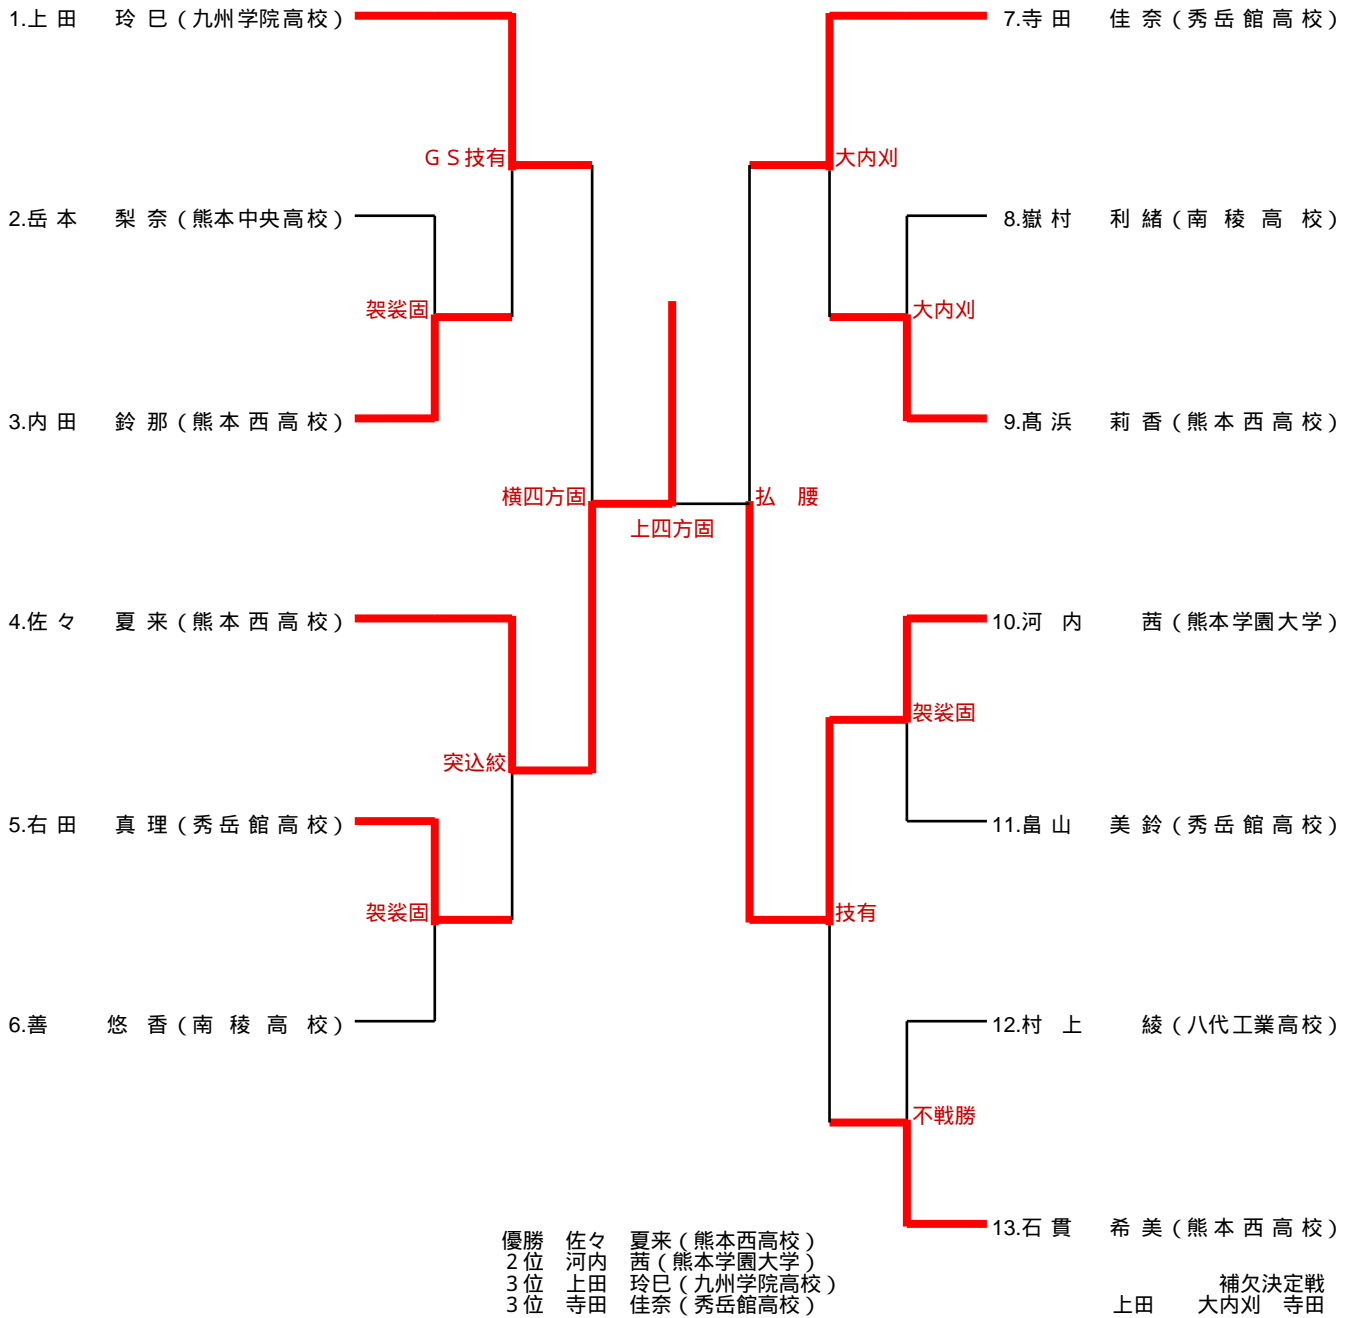 1.上田　玲巳（九州学院高校）
7.寺田　佳奈（秀岳館高校）
ＧＳ技有
大内刈
2.岳本　梨奈（熊本中央高校）
8.嶽村　利緒（南稜高校）
袈裟固
大内刈
3.内田　鈴那（熊本西高校）
9.髙浜　莉香（熊本西高校）
横四方固
払　腰
上四方固
4.佐々　夏来（熊本西高校）
10.河内　茜（熊本学園大学）
袈裟固
突込絞
5.右田　真理（秀岳館高校）
11.畠山　美鈴（秀岳館高校）
袈裟固
技有
6.善　悠香（南稜高校）
12.村上　綾（八代工業高校）
不戦勝
13.石貫　希美（熊本西高校）
優勝　佐々　夏来（熊本西高校）
２位　河内　茜（熊本学園大学）
３位　上田　玲巳（九州学院高校）
３位　寺田　佳奈（秀岳館高校）
補欠決定戦
上田　大内刈　寺田